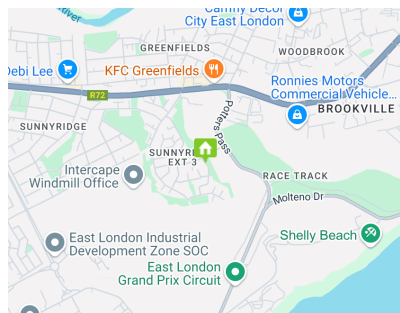 River
Cammy Decor
City East London
GREENFIELDS
WOODBROOK
Debi Lee
KFC Greenfields
Ronnies Motors
Commercial Vehicle...
R72
BROOKVILLE
Potters Pass
SUNNYRIDGE
EXT 3
Intercape
Windmill Office
RACE TRACK
Molteno Dr
Shelly Beach
East London Industrial
Development Zone SOC
East London
Grand Prix Circuit